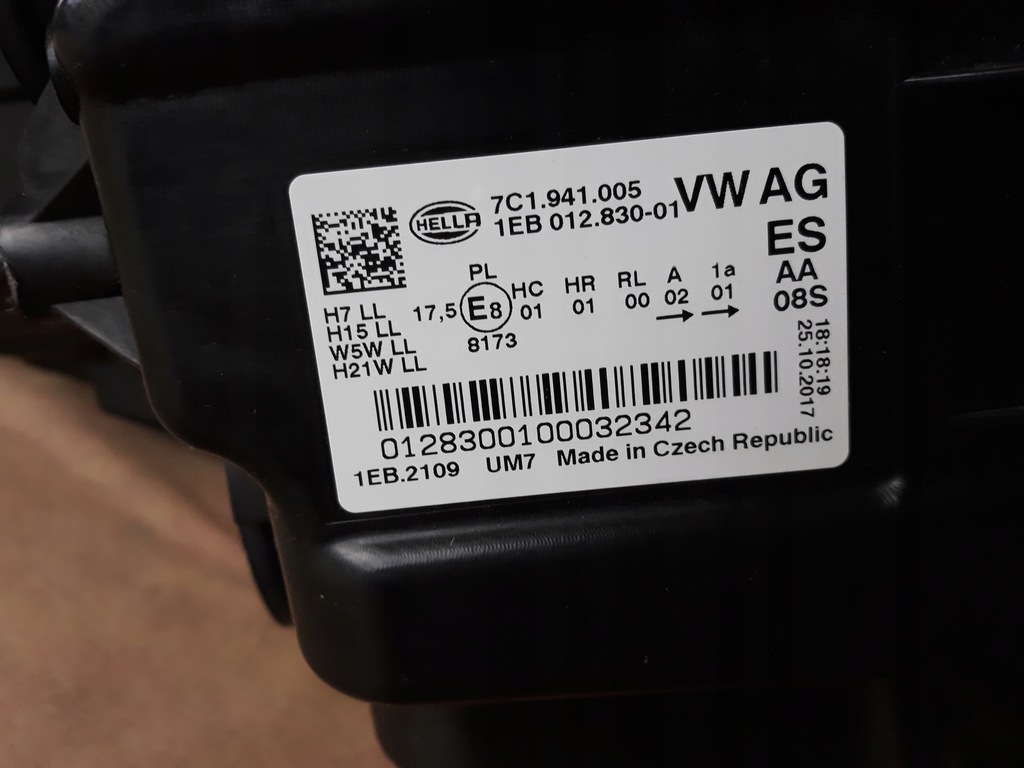 HELLA
7C1.941.005
1EB 012.830-01
VW AG
ES
AA
08S
PL
17,5 E8 HC HR RL A 1a
01 01 00 02 01
8173
H7 LL
H15 LL
W5W LL
H21W LL
18:18:19
25.10.2017
0128300100032342
1EB.2109 UM7 Made in Czech Republic